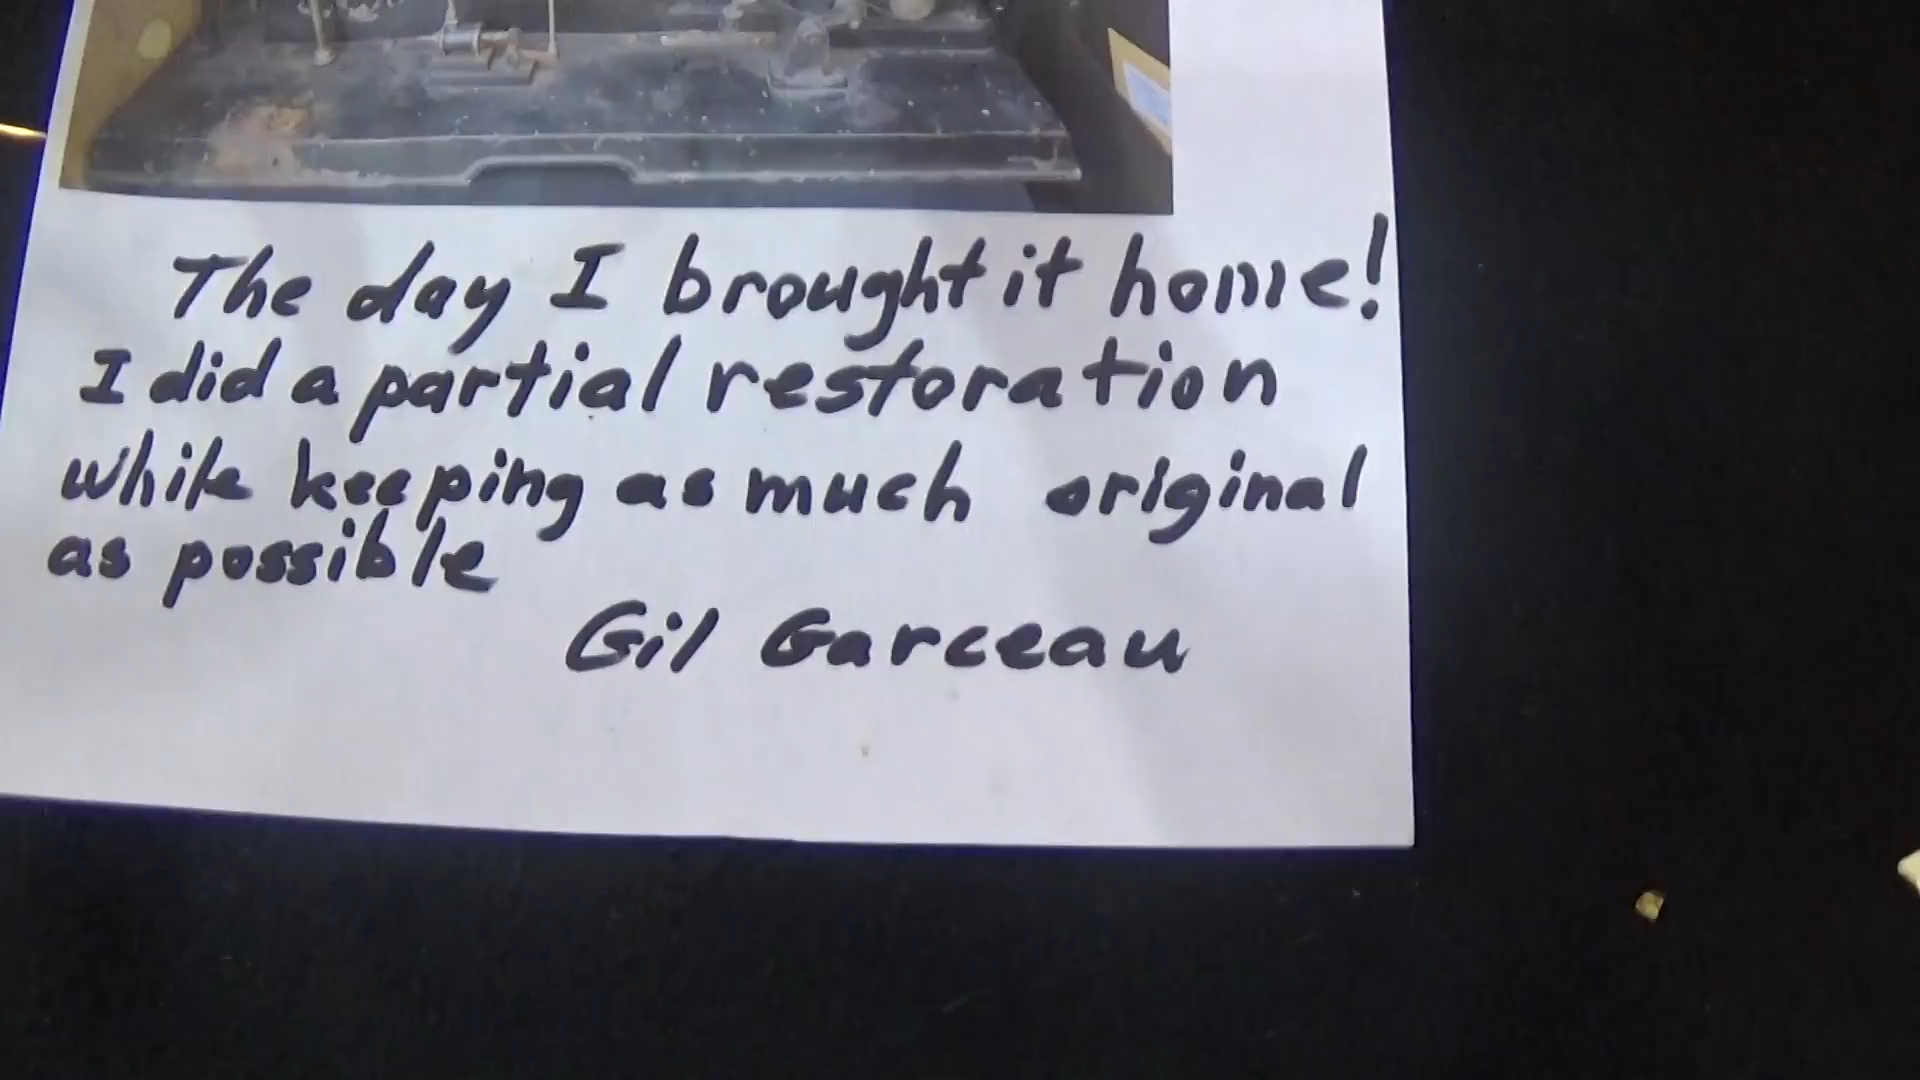 The day I brought it home!
I did a partial restoration
while keeping as much original
as possible
Gil Garceau